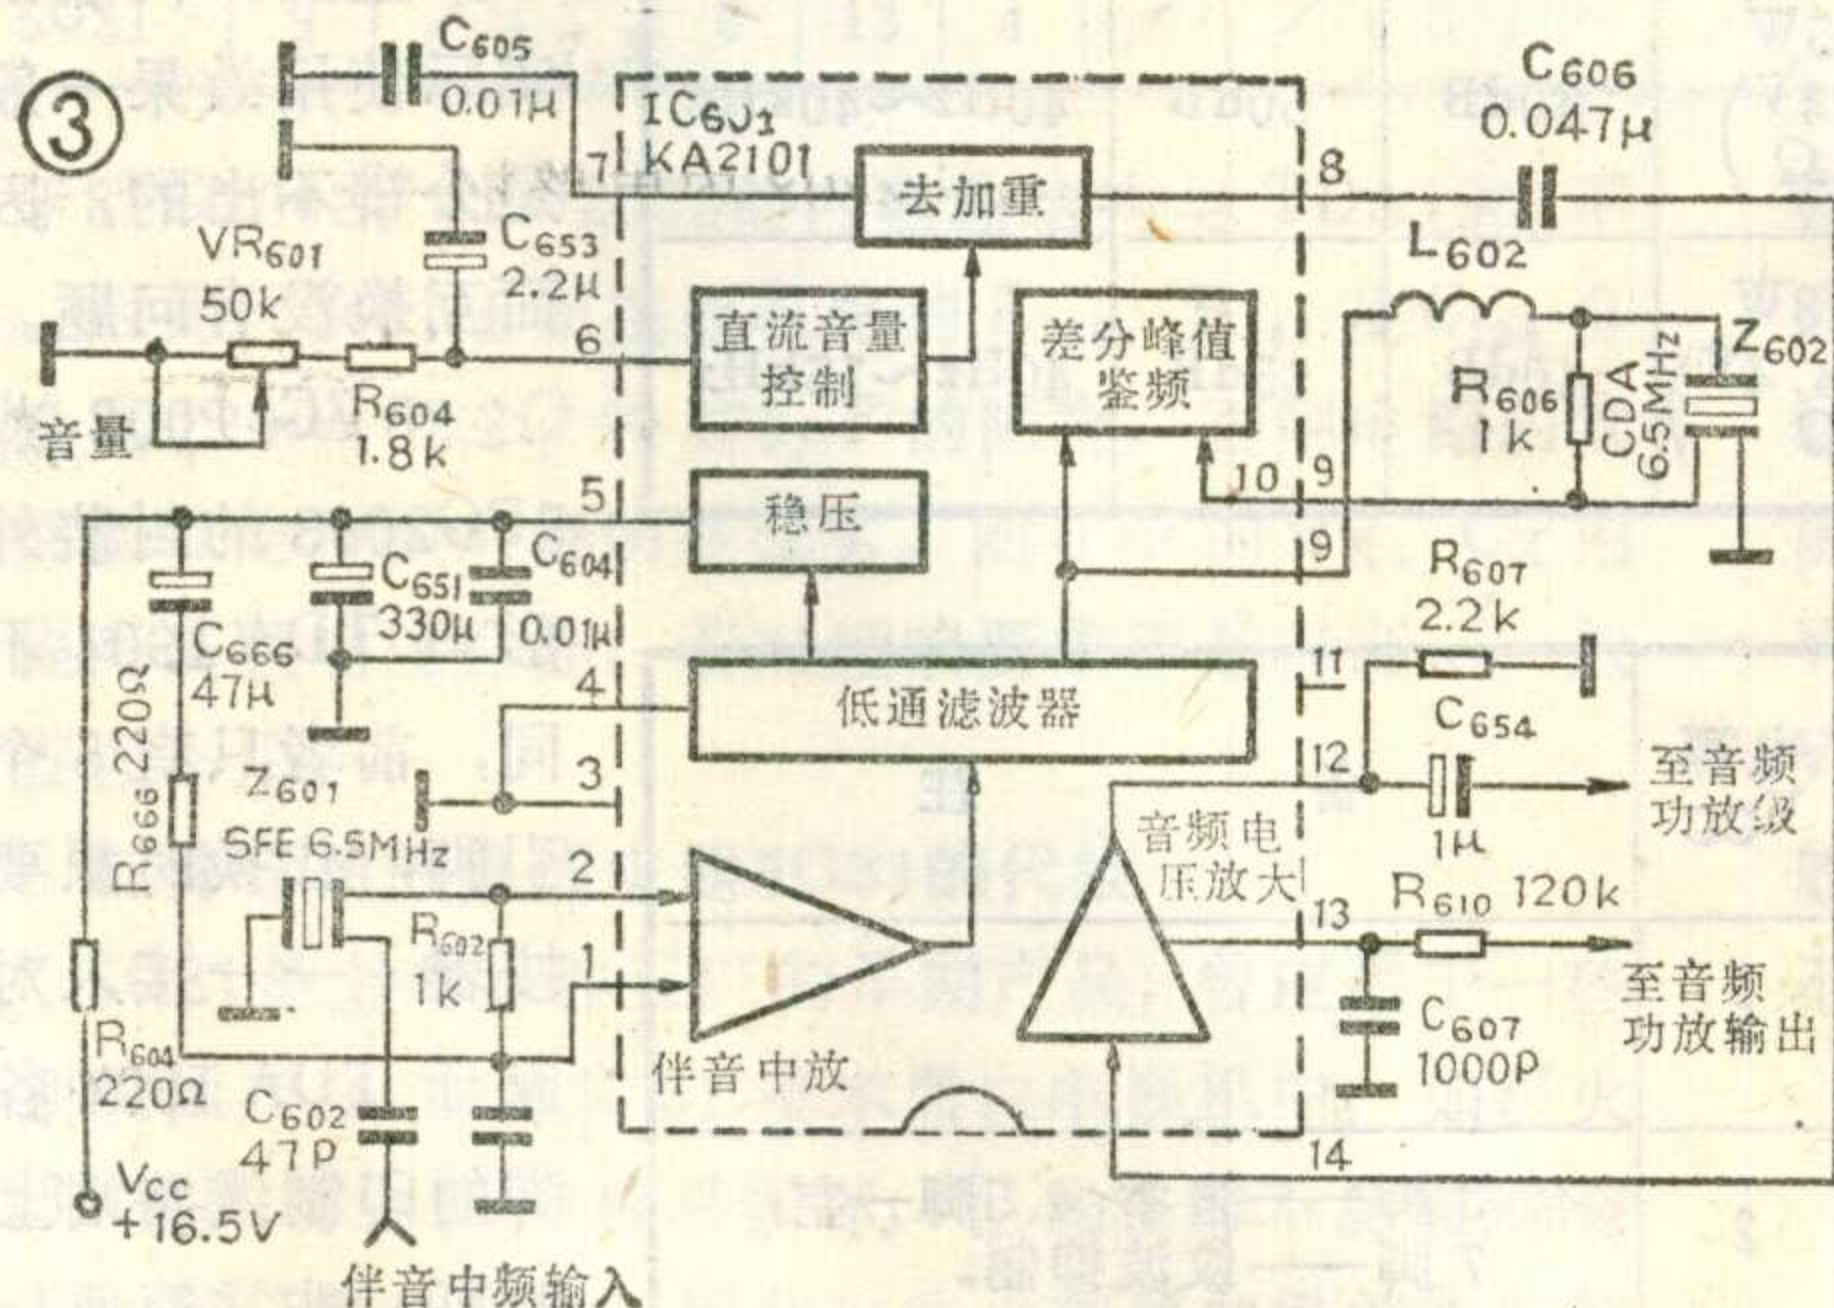 ③
C605
0.01μ
IC601
KA2101
7
去加重
8
C606
0.047μ
VR601
50k
C653
2.2μ
6
直流音量
控制
差分峰值
鉴频
L602
R606
1k
CDA
6.5MHz
Z602
音量
R604
1.8k
5
稳压
10
9
9
C666
47μ
C651
330μ
C604
0.01μ
R607
2.2k
11
4
低通滤波器
C654
1μ
12
至音频
功放级
R666 220Ω
Z601
SFE 6.5MHz
3
2
音频电
压放大
13
R610 120k
R602
1k
1
至音频
功放输出
R604
220Ω
C602
47P
伴音中放
C607
1000P
14
Vcc
+16.5V
伴音中频输入